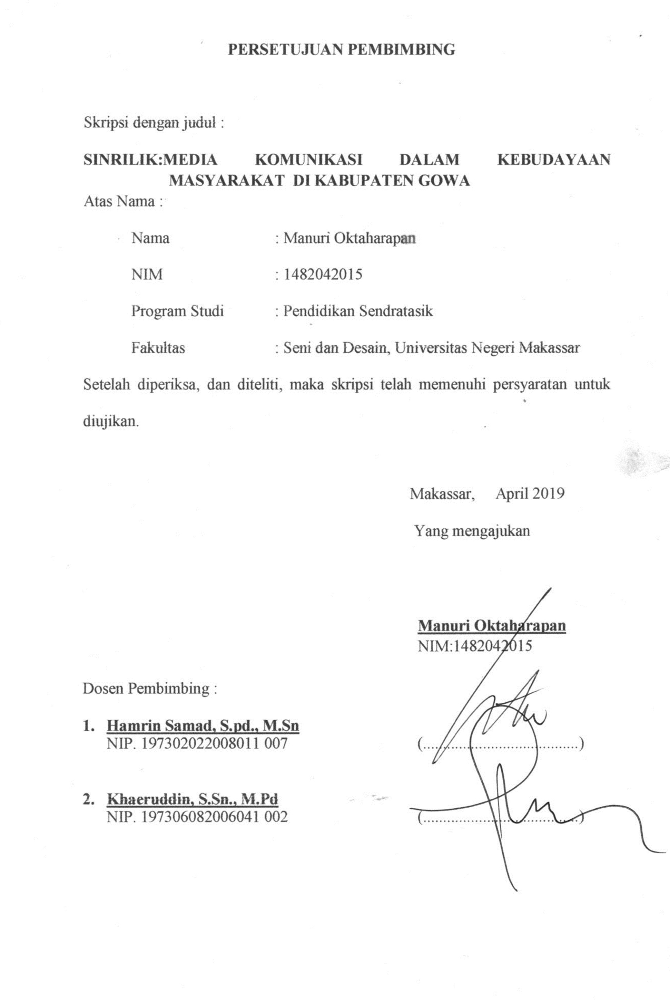 PERSETUJUAN PEMBIMBING
Skripsi dengan judul :
SINRILIK:MEDIA KOMUNIKASI DALAM KEBUDAYAAN
MASYARAKAT DI KABUPATEN GOWA
Atas Nama :
Nama : Manuri Oktaharapan
NIM : 1482042015
Program Studi : Pendidikan Sendratasik
Fakultas : Seni dan Desain, Universitas Negeri Makassar
Setelah diperiksa, dan diteliti, maka skripsi telah memenuhi persyaratan untuk
diujikan.
Makassar, April 2019
Yang mengajukan
Manuri Oktaharapan
NIM:1482042015
Dosen Pembimbing :
1. Hamrin Samad, S.pd., M.Sn
NIP. 197302022008011 007 (........................................)
2. Khaeruddin, S.Sn., M.Pd
NIP. 197306082006041 002 (........................................)